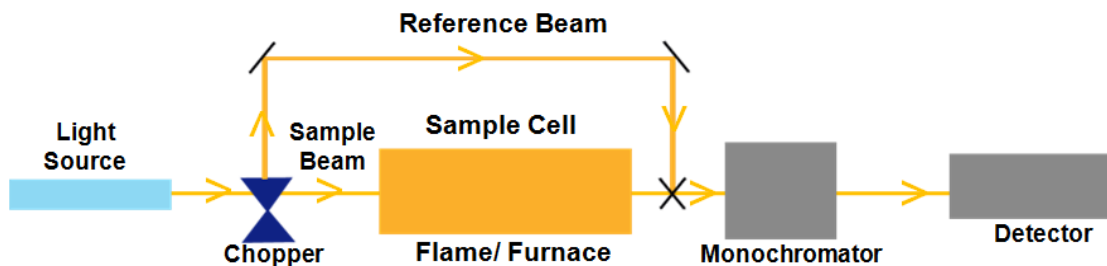 Reference Beam
Light
Source
Sample
Beam
Sample Cell
Chopper
Flame/ Furnace
Monochromator
Detector